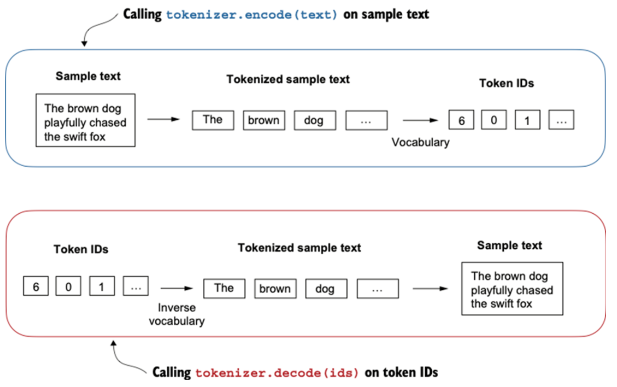 Calling tokenizer.encode(text) on sample text
Sample text
Tokenized sample text
Token IDs
The brown dog
playfully chased
the swift fox
The brown dog ...
6 0 1 ...
Vocabulary
Token IDs
Tokenized sample text
Sample text
6 0 1 ...
Inverse
vocabulary
The brown dog ...
The brown dog
playfully chased
the swift fox
Calling tokenizer.decode(ids) on token IDs